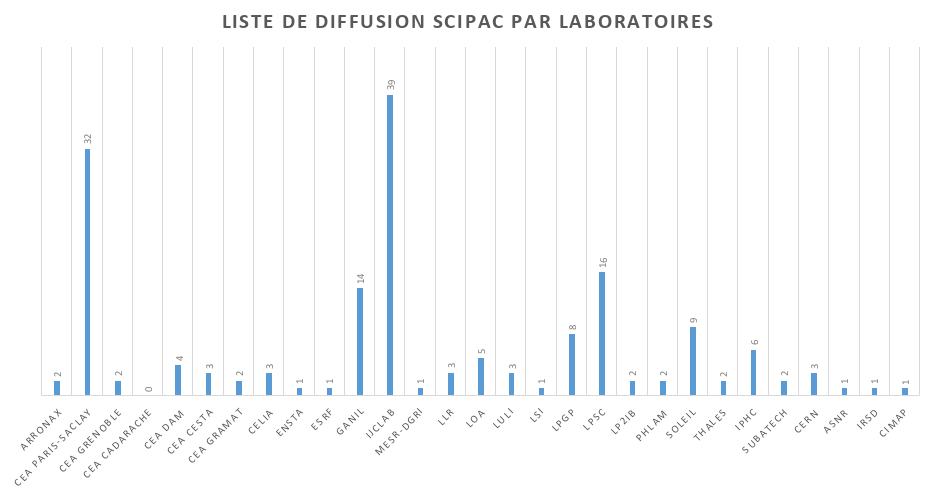 LISTE DE DIFFUSION SCIPAC PAR LABORATOIRES
2
32
2
0
4
3
2
3
1
1
14
39
1
3
5
3
1
8
16
2
2
9
2
6
2
3
1
1
1
ARRONAX
CEA PARIS-SACLAY
CEA GRENOBLE
CEA CADARACHE
CEA DAM
CEA CESTA
CEA GRAMAT
CELIA
ENSTA
ESRF
GANIL
IJCLAB
MESR-DGRI
LLR
LOA
LULI
LSI
LPGP
LPSC
LP2IB
PHLAM
SOLEIL
THALES
IPHC
SUBATECH
CERN
ASNR
IRSD
CIMAP